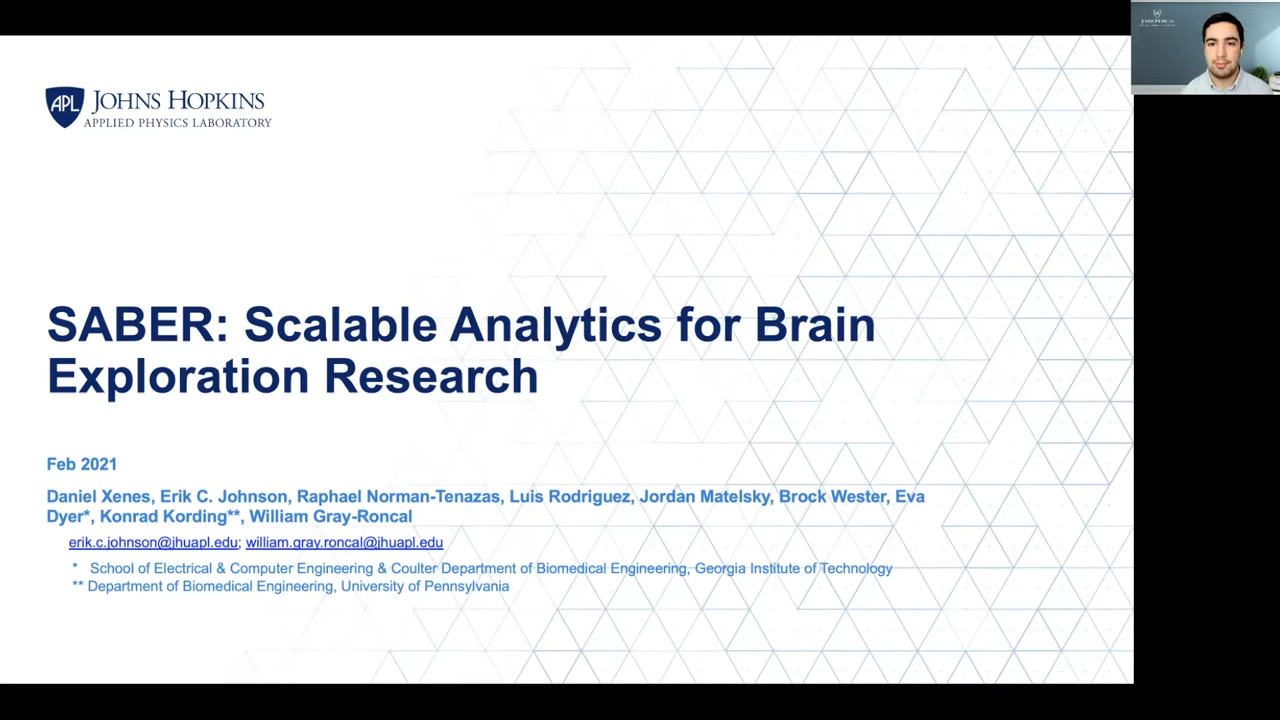 JOHNS HOPKINS
APPLIED PHYSICS LABORATORY
APL
SABER: Scalable Analytics for Brain
Exploration Research
Feb 2021
Daniel Xenes, Erik C. Johnson, Raphael Norman-Tenazas, Luis Rodriguez, Jordan Matelsky, Brock Wester, Eva
Dyer*, Konrad Kording**, William Gray-Roncal
erik.c.johnson@jhuapl.edu; william.gray.roncal@jhuapl.edu
* School of Electrical & Computer Engineering & Coulter Department of Biomedical Engineering, Georgia Institute of Technology
** Department of Biomedical Engineering, University of Pennsylvania